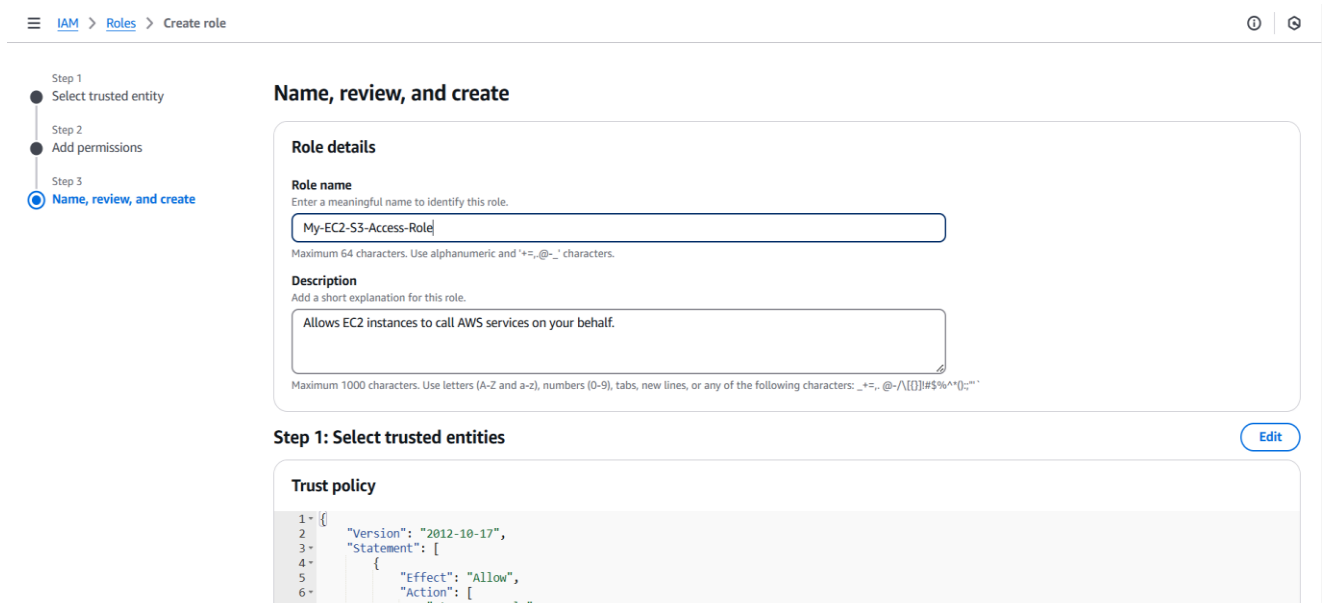 IAM > Roles > Create role
Step 1
Select trusted entity
Step 2
Add permissions
Step 3
Name, review, and create
Name, review, and create
Role details
Role name
Enter a meaningful name to identify this role.
My-EC2-S3-Access-Role
Maximum 64 characters. Use alphanumeric and '+=,.@-_' characters.
Description
Add a short explanation for this role.
Allows EC2 instances to call AWS services on your behalf.
Maximum 1000 characters. Use letters (A-Z and a-z), numbers (0-9), tabs, new lines, or any of the following characters: _+=,. @-/\[{}]!#$%^*();:"'`
Step 1: Select trusted entities
Edit
Trust policy
1 {
2 "Version": "2012-10-17",
3 "Statement": [
4 {
5 "Effect": "Allow",
6 "Action": [